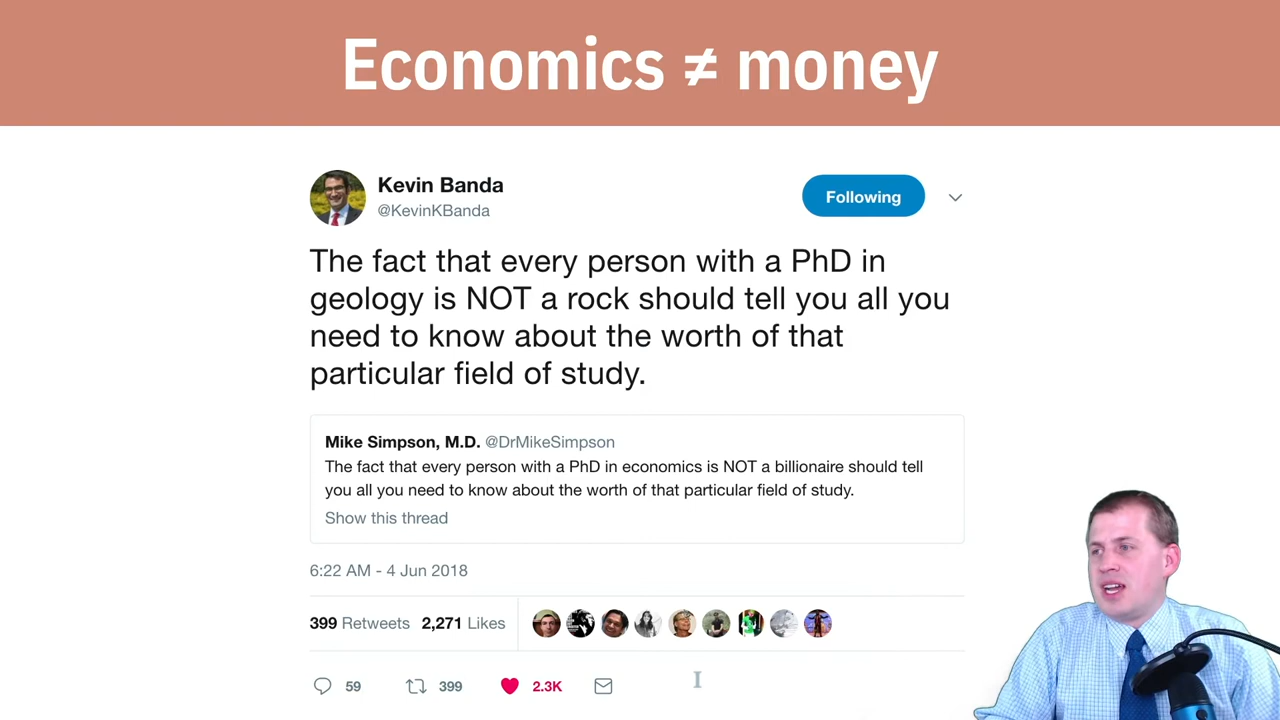 Economics ≠ money
Kevin Banda
@KevinKBanda
Following
The fact that every person with a PhD in
geology is NOT a rock should tell you all you
need to know about the worth of that
particular field of study.
Mike Simpson, M.D. @DrMikeSimpson
The fact that every person with a PhD in economics is NOT a billionaire should tell
you all you need to know about the worth of that particular field of study.
Show this thread
6:22 AM - 4 Jun 2018
399 Retweets 2,271 Likes
59 399 2.3K